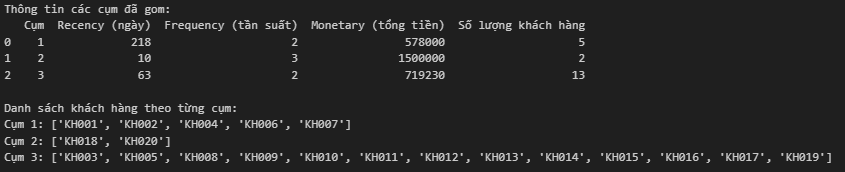 Thông tin các cụm đã gom:
   Cụm  Recency (ngày)  Frequency (tần suất)  Monetary (tổng tiền)  Số lượng khách hàng
0    1             218                     2                578000                    5
1    2              10                     3               1500000                    2
2    3              63                     2                719230                   13

Danh sách khách hàng theo từng cụm:
Cụm 1: ['KH001', 'KH002', 'KH004', 'KH006', 'KH007']
Cụm 2: ['KH018', 'KH020']
Cụm 3: ['KH003', 'KH005', 'KH008', 'KH009', 'KH010', 'KH011', 'KH012', 'KH013', 'KH014', 'KH015', 'KH016', 'KH017', 'KH019']